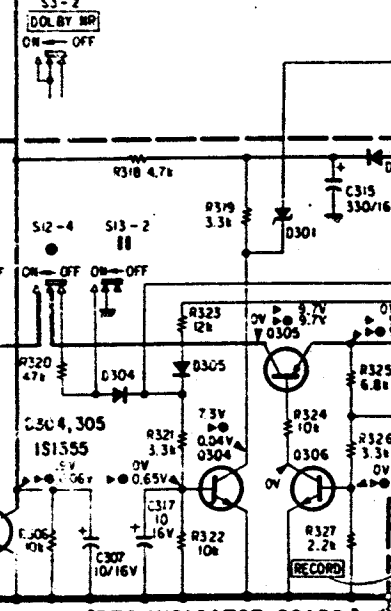 S3-2
DOLBY NR
ON OFF
R318 4.7k
R319
3.3k
C315
330/16
D301
S12-4 S13-2
ON OFF ON OFF
R323
12k
9.7V
9.7V
0V
Q305
R320
47k
D304
D305
R325
6.8k
D304,305
1S1555
R321
3.3k
7.3V
0.04V
Q304
R324
10k
R326
3.3k
0V
0.65V
Q306
0V
0V
C317
10
16V
10k
C307
10/16V
R322
10k
R327
2.2k
RECORD